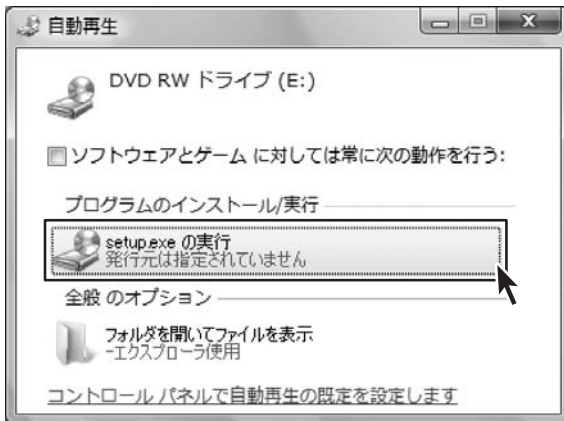 自動再生
DVD RW ドライブ (E:)
ソフトウェアとゲーム に対しては常に次の動作を行う:
プログラムのインストール/実行
setup.exe の実行
発行元は指定されていません
全般 のオプション
フォルダを開いてファイルを表示
-エクスプローラ使用
コントロール パネルで自動再生の既定を設定します